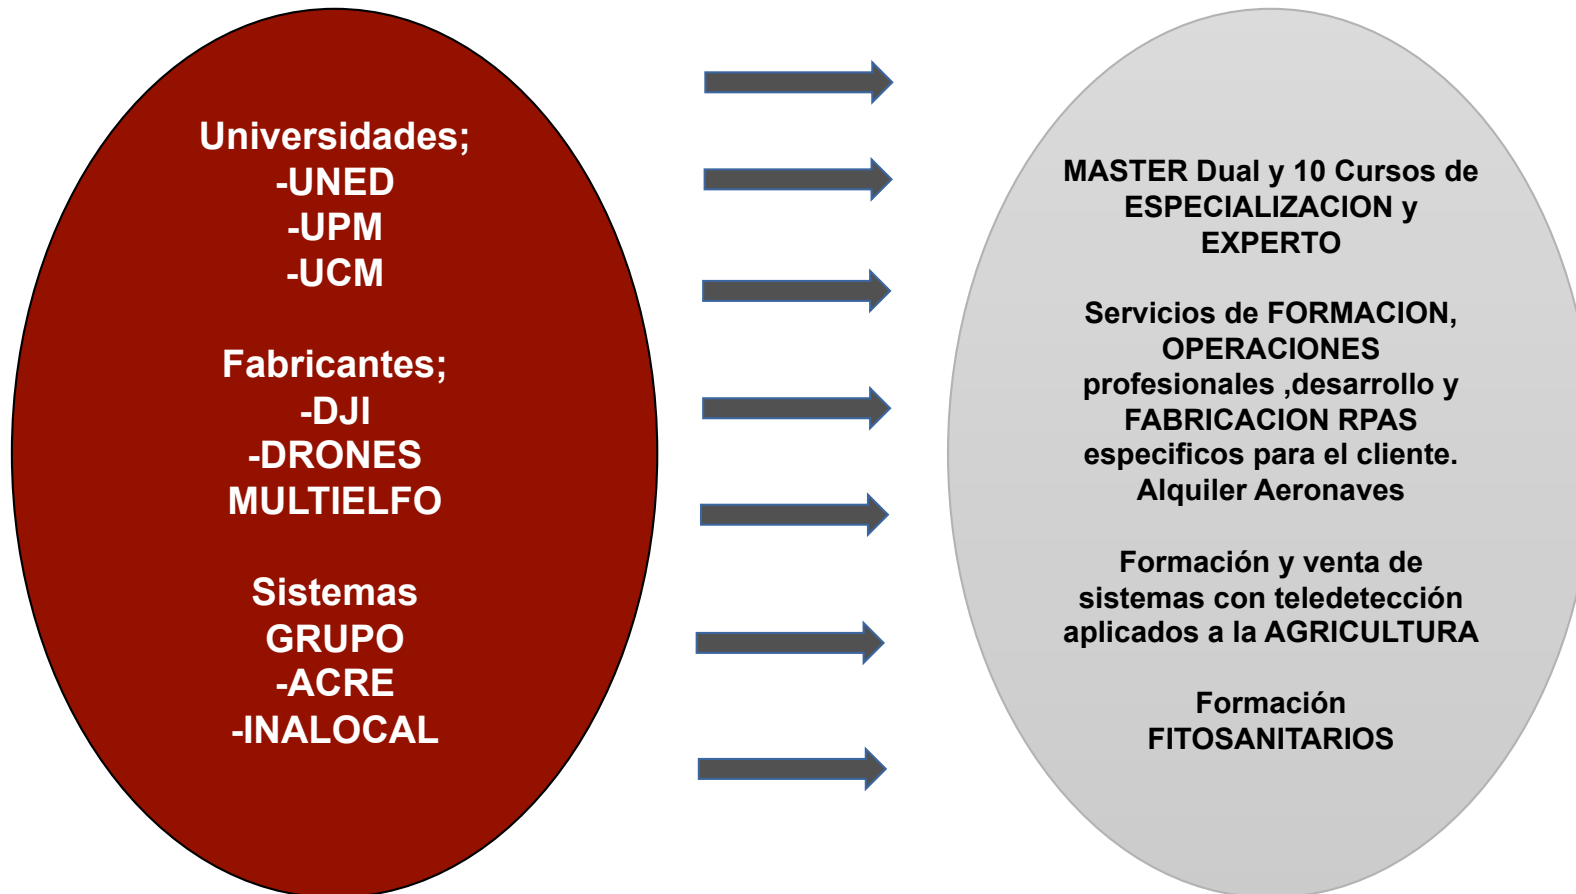 Universidades;
-UNED
-UPM
-UCM
Fabricantes;
-DJI
-DRONES
MULTIELFO
Sistemas
GRUPO
-ACRE
-INALOCAL
MASTER Dual y 10 Cursos de
ESPECIALIZACION y
EXPERTO
Servicios de FORMACION,
OPERACIONES
profesionales ,desarrollo y
FABRICACION RPAS
especificos para el cliente.
Alquiler Aeronaves
Formación y venta de
sistemas con teledetección
aplicados a la AGRICULTURA
Formación
FITOSANITARIOS